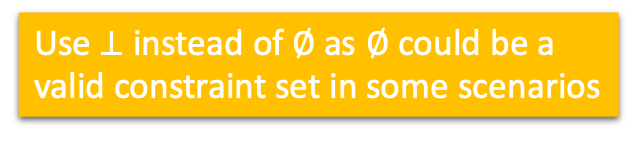 Use ⊥ instead of Ø as Ø could be a
valid constraint set in some scenarios